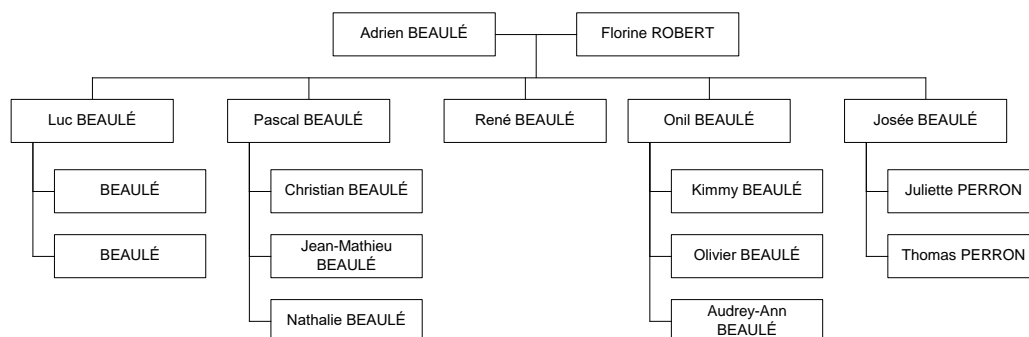 Adrien BEAULÉ
Florine ROBERT
Luc BEAULÉ
Pascal BEAULÉ
René BEAULÉ
Onil BEAULÉ
Josée BEAULÉ
BEAULÉ
Christian BEAULÉ
Kimmy BEAULÉ
Juliette PERRON
BEAULÉ
Jean-Mathieu
BEAULÉ
Olivier BEAULÉ
Thomas PERRON
Nathalie BEAULÉ
Audrey-Ann
BEAULÉ